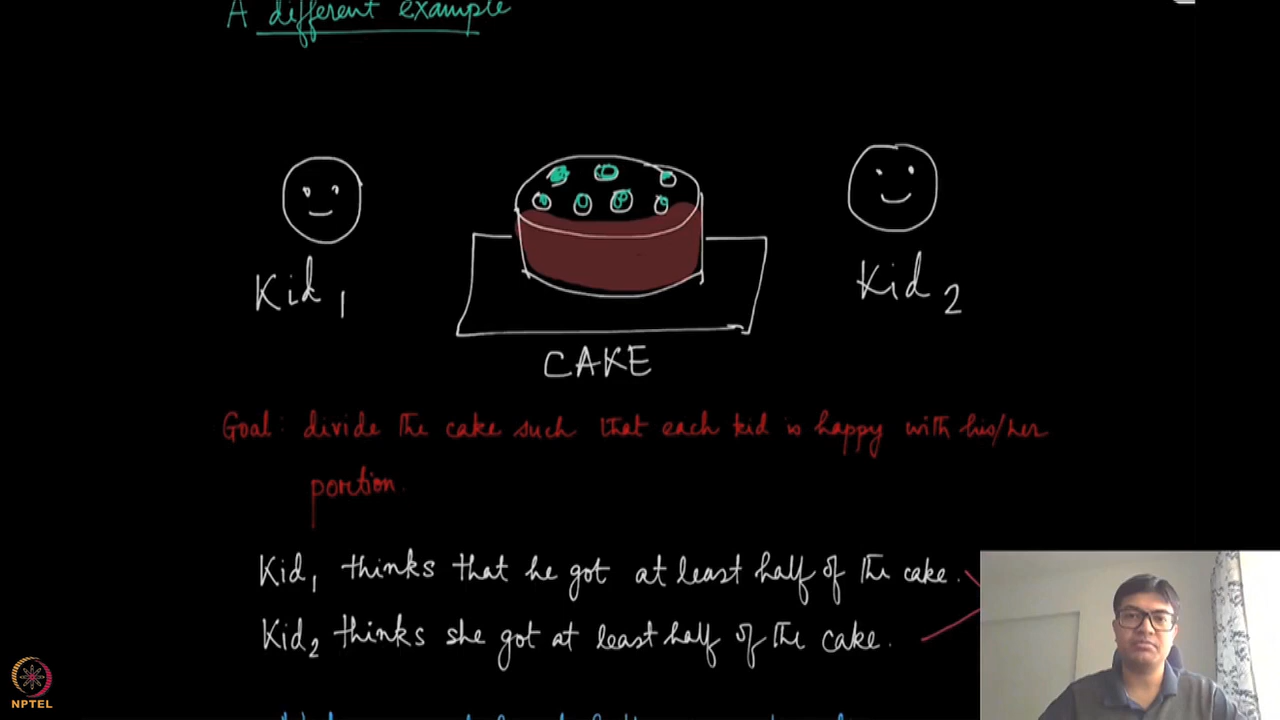 A different example
Kid 1
Kid 2
CAKE
Goal: divide the cake such that each kid is happy with his/her
portion.
Kid1 thinks that he got at least half of the cake.
Kid2 thinks she got at least half of the cake.
NPTEL